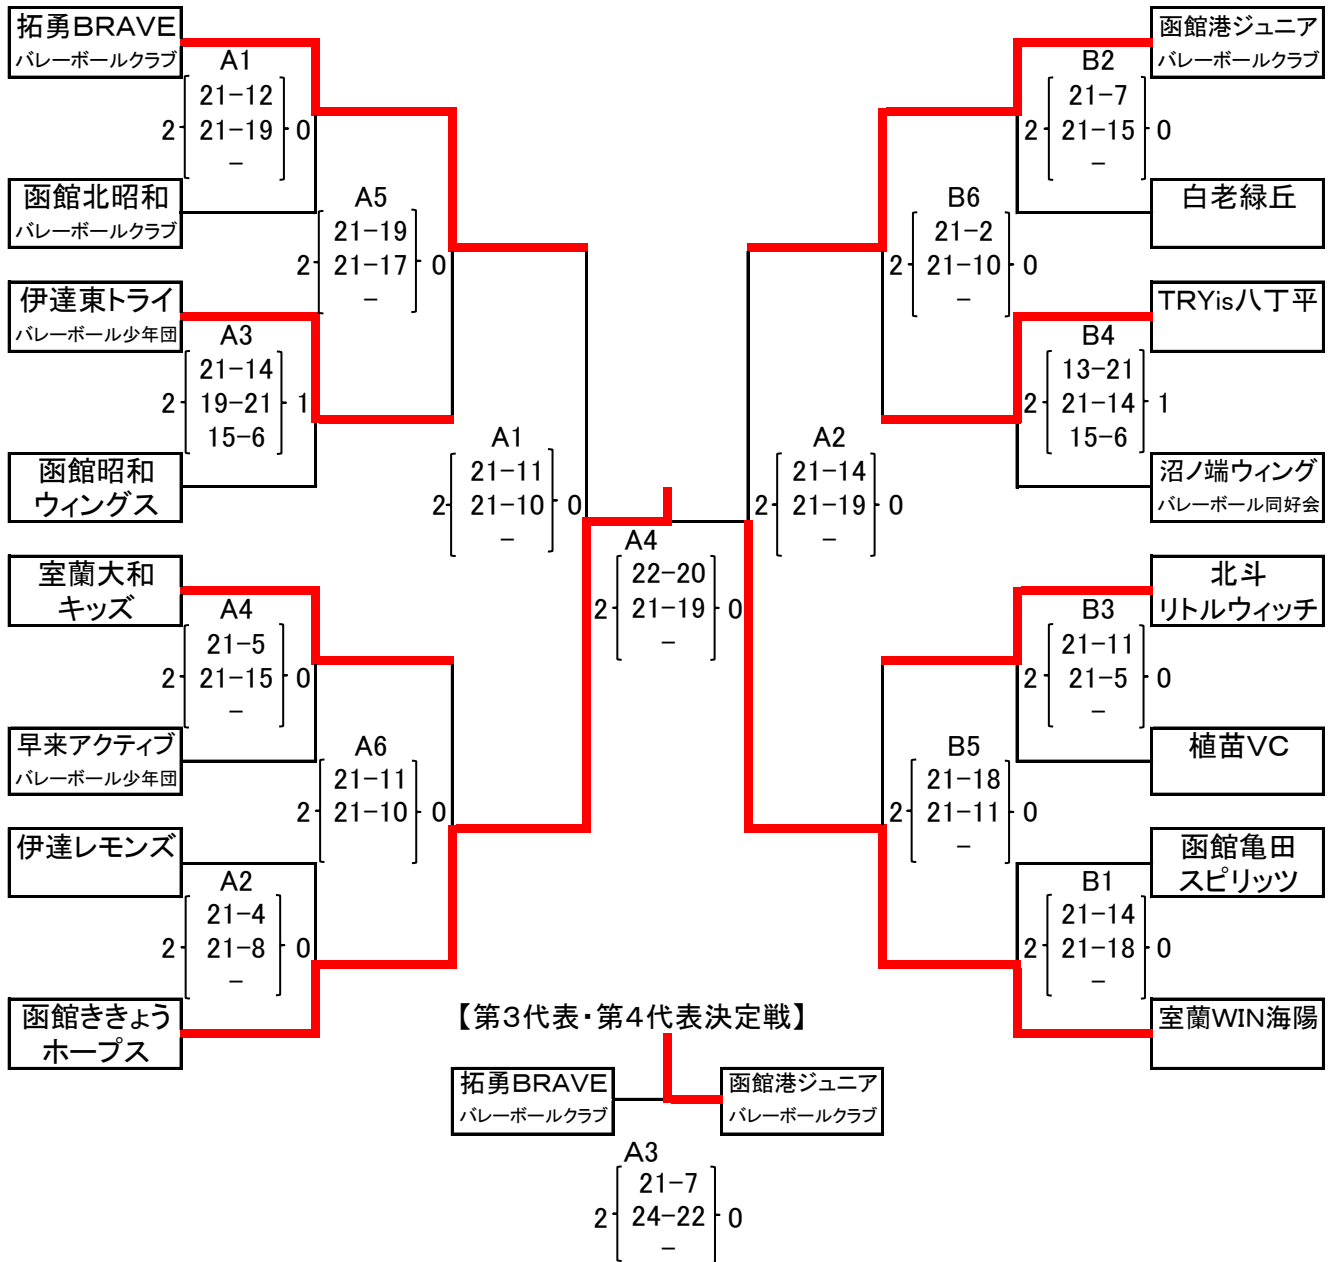 拓勇BRAVE
バレーボールクラブ
A1
21-12
2 21-19 0
-
函館北昭和
バレーボールクラブ
A5
21-19
2 21-17 0
-
伊達東トライ
バレーボール少年団
A3
21-14
2 19-21 1
15-6
函館昭和
ウィングス
A1
21-11
2 21-10 0
-
室蘭大和
キッズ
A4
21-5
2 21-15 0
-
早来アクティブ
バレーボール少年団
A6
21-11
2 21-10 0
伊達レモンズ
A2
21-4
2 21-8 0
-
函館ききょう
ホープス
A4
22-20
2 21-19 0
-
函館港ジュニア
バレーボールクラブ
B2
21-7
2 21-15 0
-
白老緑丘
B6
21-2
2 21-10 0
-
TRYis八丁平
B4
13-21
2 21-14 1
15-6
沼ノ端ウィング
バレーボール同好会
A2
21-14
2 21-19 0
-
北斗
リトルウィッチ
B3
21-11
2 21-5 0
-
植苗VC
B5
21-18
2 21-11 0
-
函館亀田
スピリッツ
B1
21-14
2 21-18 0
-
室蘭WIN海陽
【第3代表・第4代表決定戦】
拓勇BRAVE
バレーボールクラブ
函館港ジュニア
バレーボールクラブ
A3
21-7
2 24-22 0
-